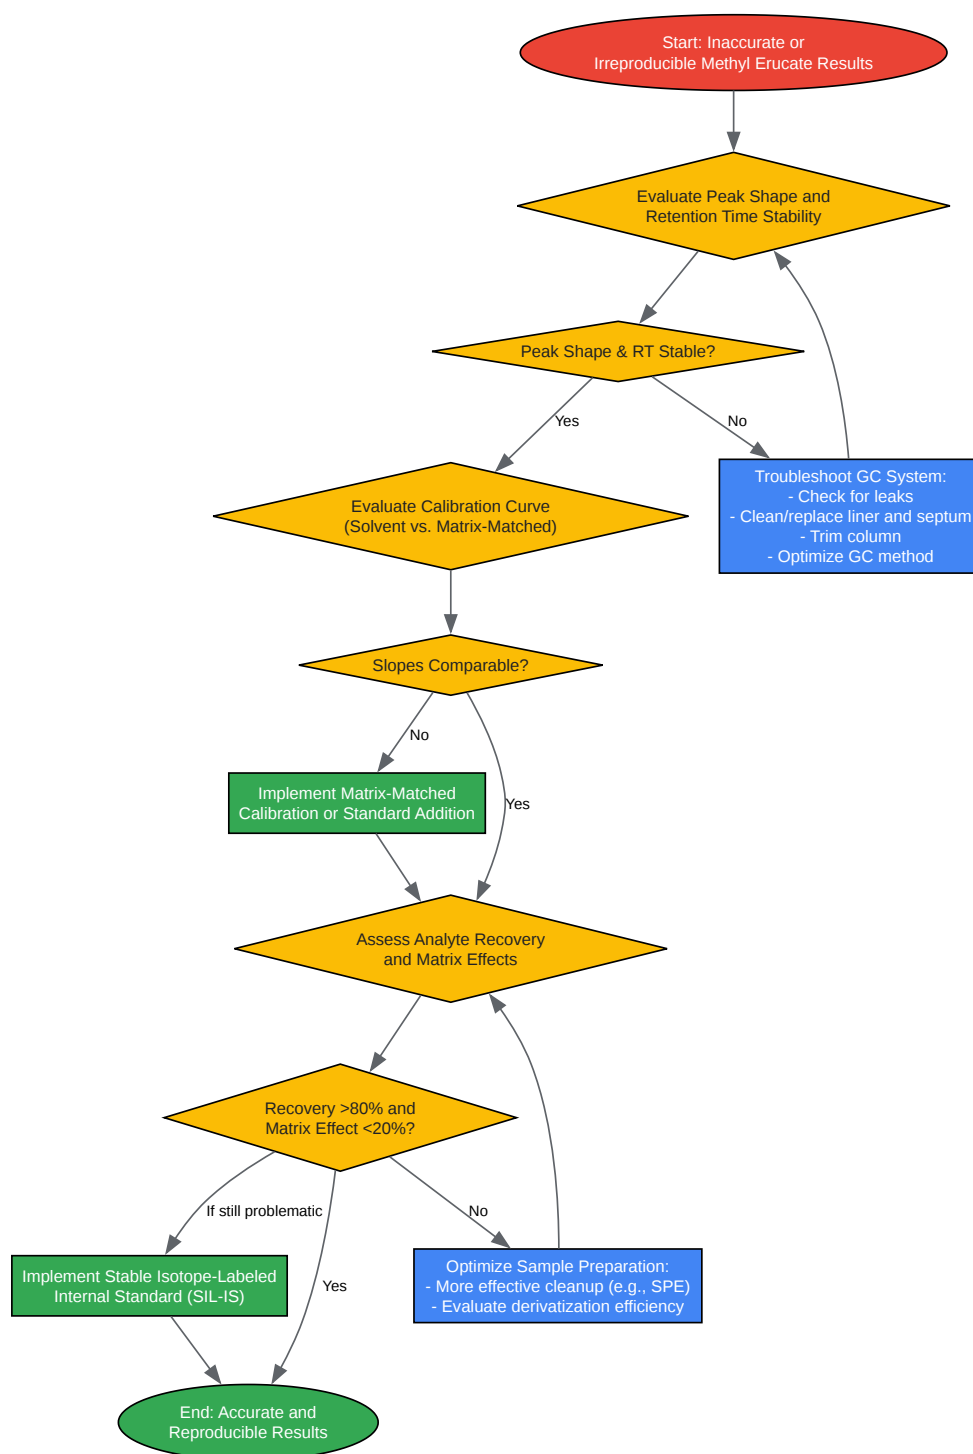 Start: Inaccurate or
Irreproducible Methyl Erucate Results
Evaluate Peak Shape and
Retention Time Stability
Peak Shape & RT Stable?
Yes
No
Troubleshoot GC System:
- Check for leaks
- Clean/replace liner and septum
- Trim column
- Optimize GC method
Evaluate Calibration Curve
(Solvent vs. Matrix-Matched)
Slopes Comparable?
No
Implement Matrix-Matched
Calibration or Standard Addition
Yes
Assess Analyte Recovery
and Matrix Effects
Recovery >80% and
Matrix Effect <20%?
If still problematic
No
Implement Stable Isotope-Labeled
Internal Standard (SIL-IS)
Yes
Optimize Sample Preparation:
- More effective cleanup (e.g., SPE)
- Evaluate derivatization efficiency
End: Accurate and
Reproducible Results